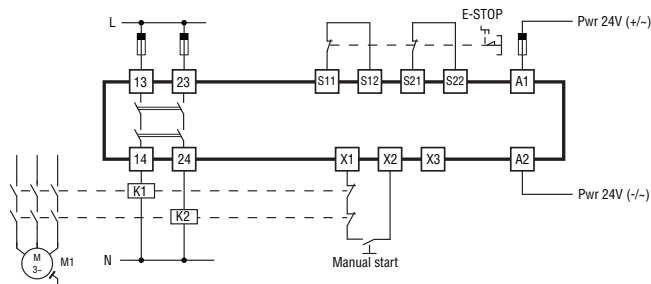 L
E-STOP
Pwr 24V (+/~)
13
23
S11
S12
S21
S22
A1
14
24
X1
X2
X3
A2
K1
K2
Pwr 24V (-/~)
M
3~
M1
N
Manual start